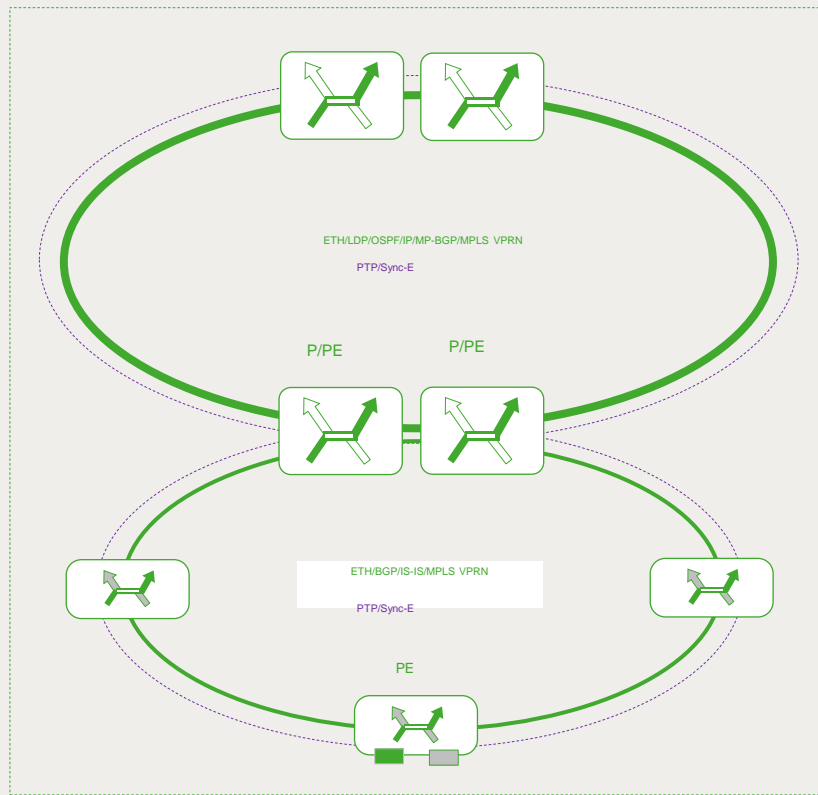 ETH/LDP/OSPF/IP/MP-BGP/MPLS VPRN
PTP/Sync-E
P/PE
P/PE
ETH/BGP/IS-IS/MPLS VPRN
PTP/Sync-E
PE